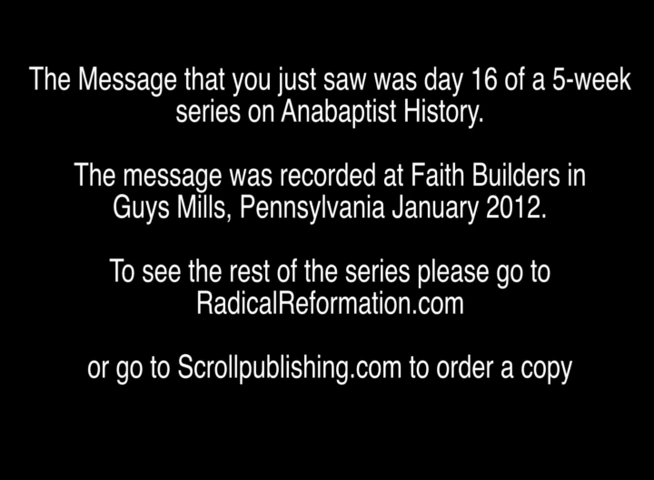 The Message that you just saw was day 16 of a 5-week
series on Anabaptist History.
The message was recorded at Faith Builders in
Guys Mills, Pennsylvania January 2012.
To see the rest of the series please go to
RadicalReformation.com
or go to Scrollpublishing.com to order a copy